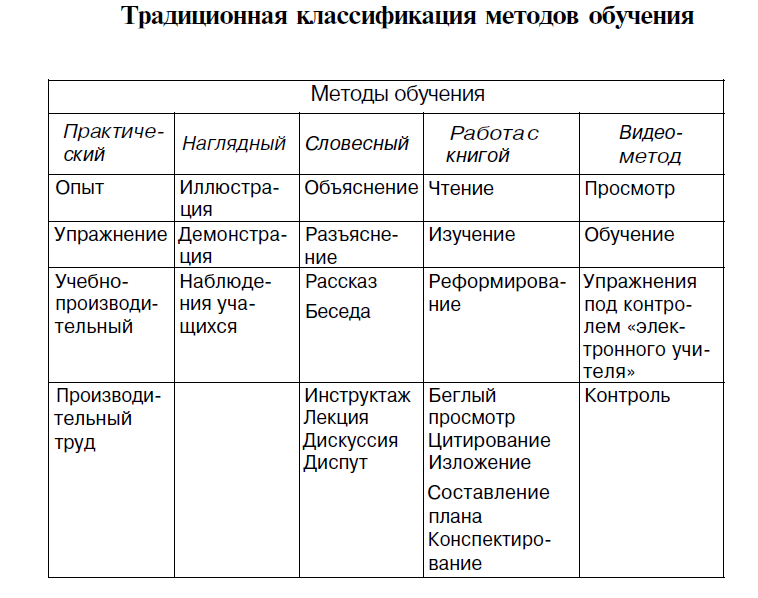 Традиционная классификация методов обучения
Методы обучения
Практиче-
ский
Наглядный
Словесный
Работа с
книгой
Видео-
метод
Опыт
Иллюстра-
ция
Объяснение
Чтение
Просмотр
Упражнение
Демонстра-
ция
Разъясне-
ние
Изучение
Обучение
Учебно-
производи-
тельный
Наблюде-
ния уча-
щихся
Рассказ
Беседа
Реформирова-
ние
Упражнения
под контро-
лем «элек-
тронного учи-
теля»
Производи-
тельный
труд
Инструктаж
Лекция
Дискуссия
Диспут
Беглый
просмотр
Цитирование
Изложение
Составление
плана
Конспектиро-
вание
Контроль